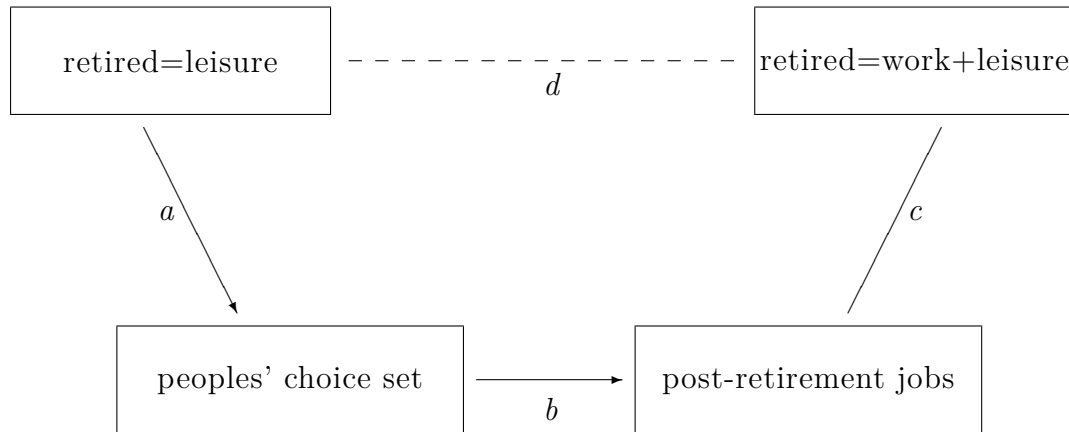 retired=leisure
retired=work+leisure
d
a
c
peoples' choice set
post-retirement jobs
b